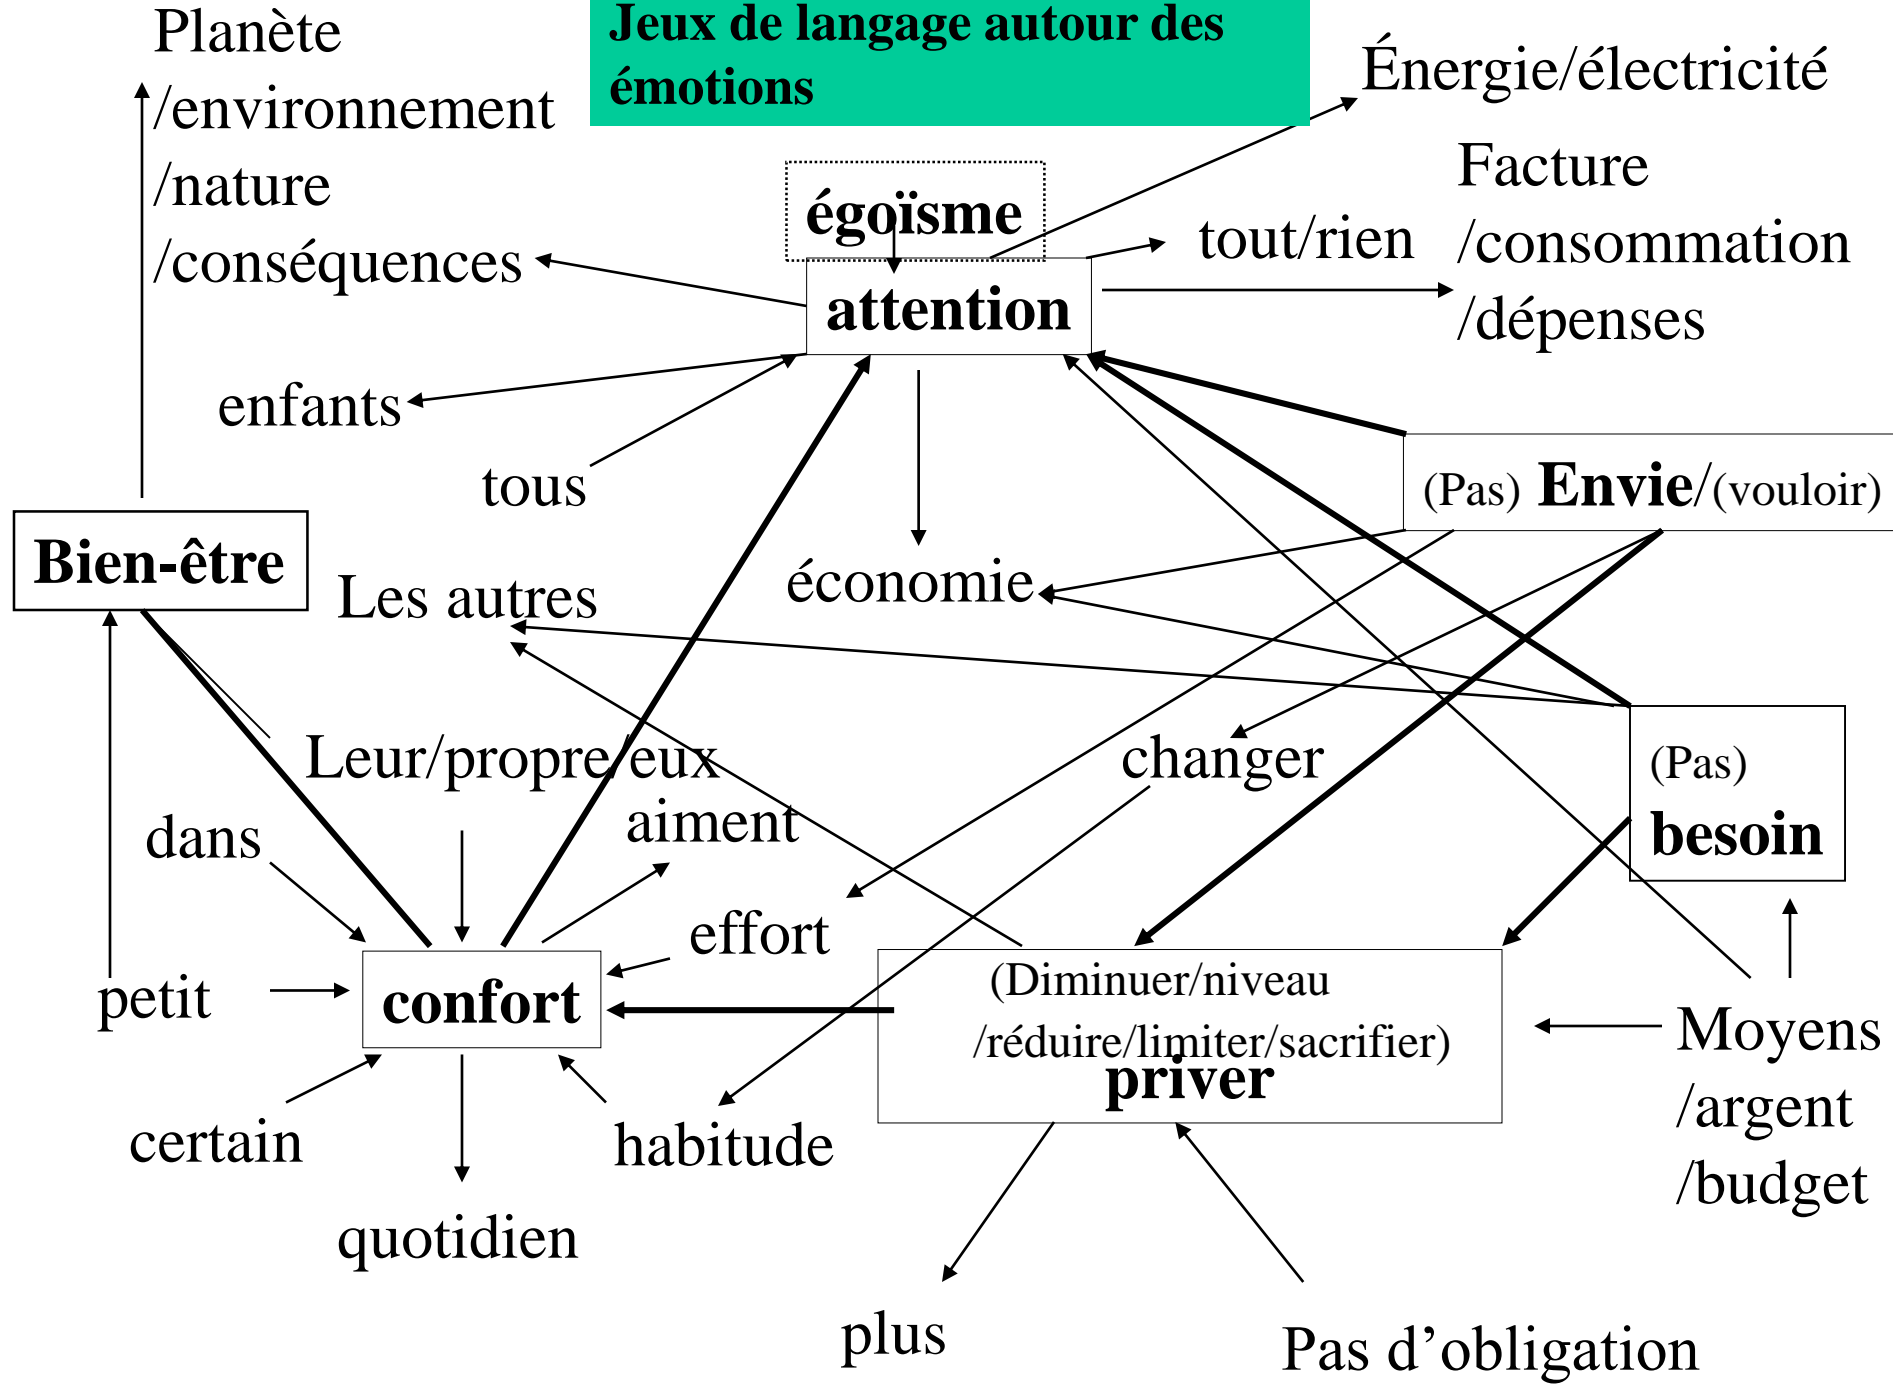 Jeux de langage autour des
émotions
Planète
/environnement
/nature
/conséquences
Énergie/électricité
Facture
/consommation
/dépenses
tout/rien
égoïsme
attention
enfants
tous
(Pas) Envie/(vouloir)
Bien-être
Les autres
économie
Leur/propre/eux
changer
(Pas)
besoin
aiment
dans
effort
petit
confort
(Diminuer/niveau
/réduire/limiter/sacrifier)
priver
Moyens
/argent
/budget
certain
habitude
quotidien
plus
Pas d’obligation